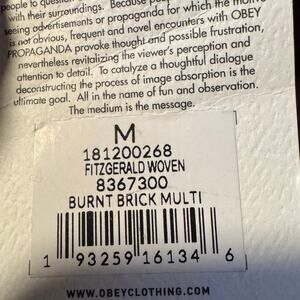 people to question
with their surroundings. Because people
seeing advertisements or propaganda for which the motive
is not obvious, frequent and novel encounters with OBEY
PROPAGANDA provoke thought and possible frustration,
nevertheless revitalizing the viewer's perception and
attention to detail. To catalyze a thoughtful dialogue
deconstructing the process of image absorption is the
ultimate goal. All in the name of fun and observation.
The medium is the message.
M
181200268
FITZGERALD WOVEN
8367300
BURNT BRICK MULTI
1 93259 16134 6
WWW.OBEYCLOTHING.COM